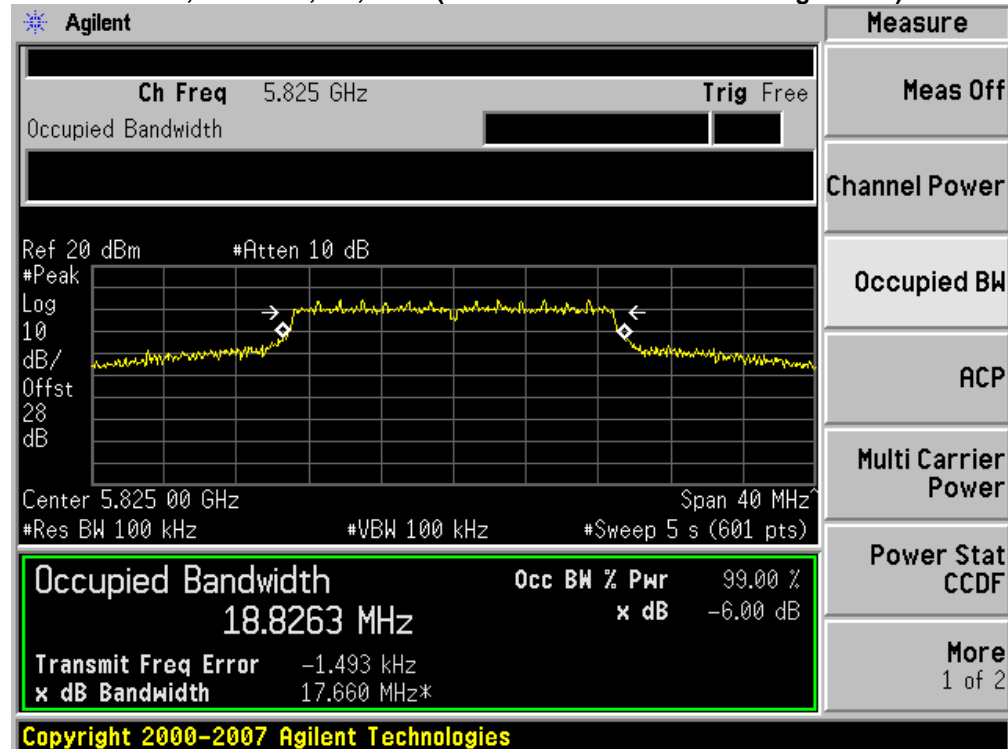 Agilent
Measure
Ch Freq 5.825 GHz Trig Free
Occupied Bandwidth
Meas Off
Channel Power
Ref 20 dBm #Atten 10 dB
#Peak
Log
10
dB/
Offst
28
dB
Occupied BW
ACP
Center 5.825 00 GHz Span 40 MHz^
#Res BW 100 kHz #VBW 100 kHz #Sweep 5 s (601 pts)
Multi Carrier
Power
Occupied Bandwidth
18.8263 MHz
Occ BW % Pwr 99.00 %
x dB -6.00 dB
Transmit Freq Error -1.493 kHz
x dB Bandwidth 17.660 MHz*
Power Stat
CCDF
More
1 of 2
Copyright 2000-2007 Agilent Technologies